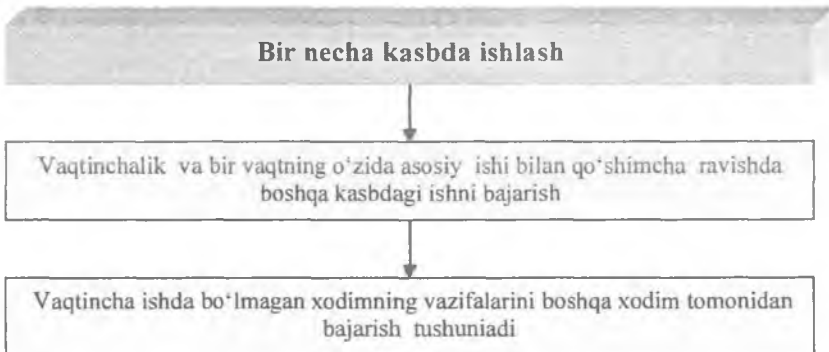 Bir necha kasbda ishlash
Vaqtinchalik va bir vaqtning o‘zida asosiy ishi bilan qo‘shimcha ravishda
boshqa kasbdagi ishni bajarish
Vaqtincha ishda bo‘lmagan xodimning vazifalarini boshqa xodim tomonidan
bajarish tushuniadi